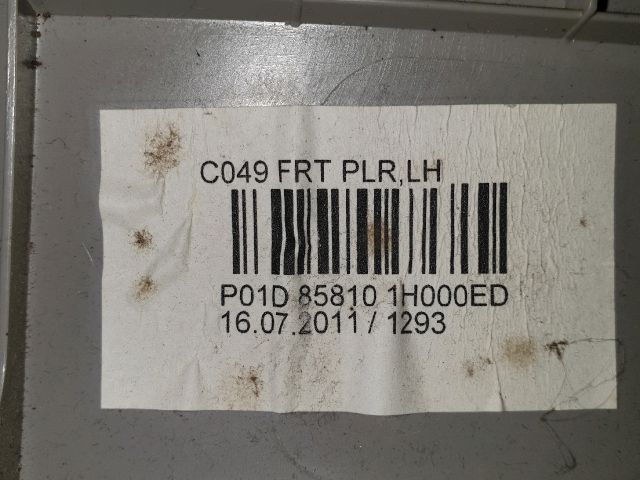 C049 FRT PLR,LH
P01D 85810 1H000ED
16.07.2011 / 1293